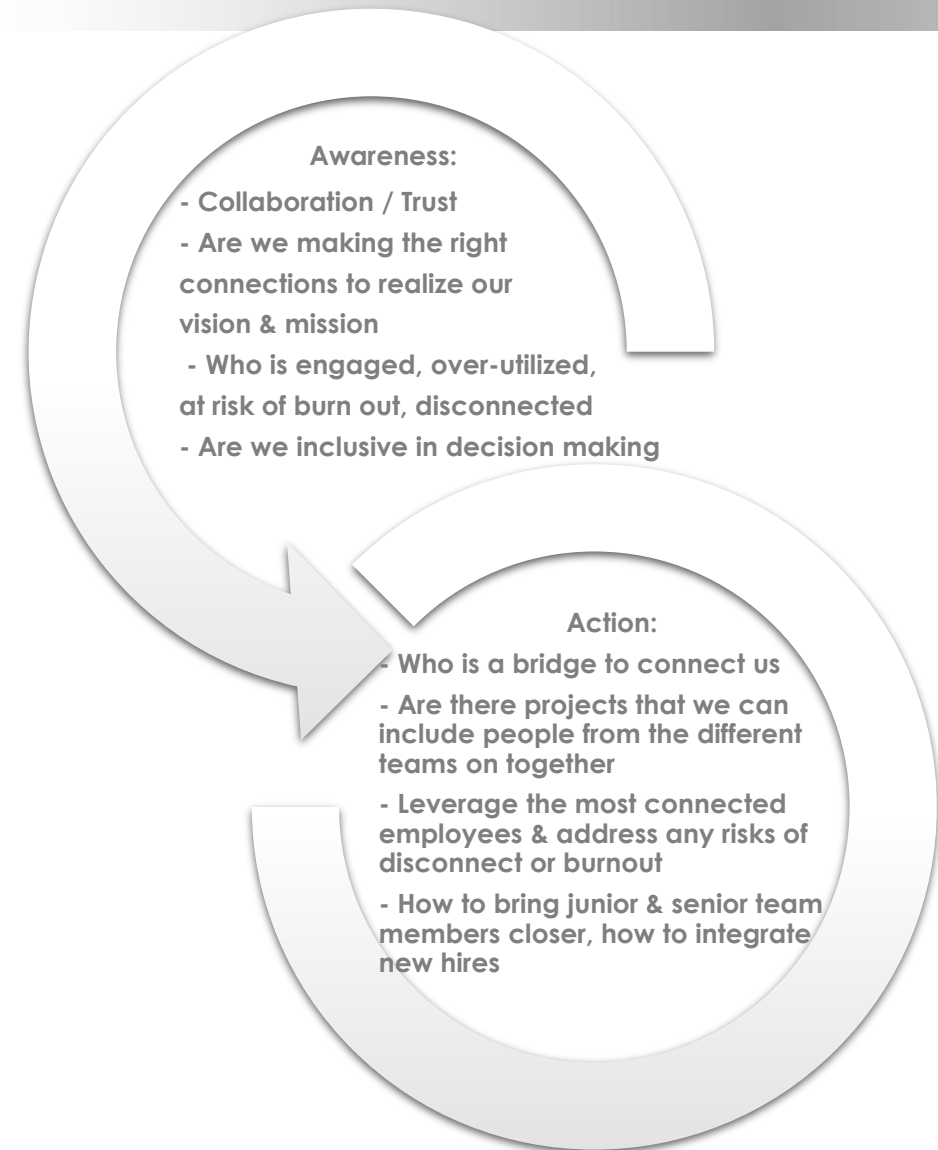 Awareness:
- Collaboration / Trust
- Are we making the right
connections to realize our
vision & mission
- Who is engaged, over-utilized,
at risk of burn out, disconnected
- Are we inclusive in decision making
Action:
- Who is a bridge to connect us
- Are there projects that we can
include people from the different
teams on together
- Leverage the most connected
employees & address any risks of
disconnect or burnout
- How to bring junior & senior team
members closer, how to integrate
new hires